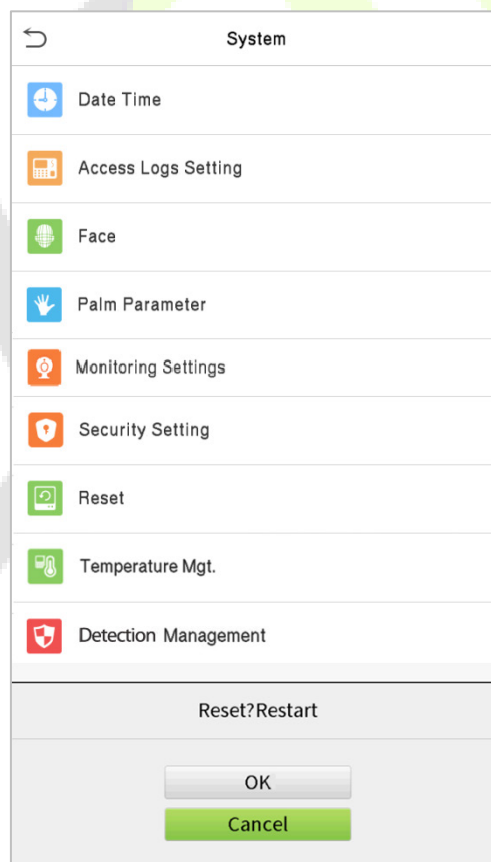 System
Date Time
Access Logs Setting
Face
Palm Parameter
Monitoring Settings
Security Setting
Reset
Temperature Mgt.
Detection Management
Reset?Restart
OK
Cancel